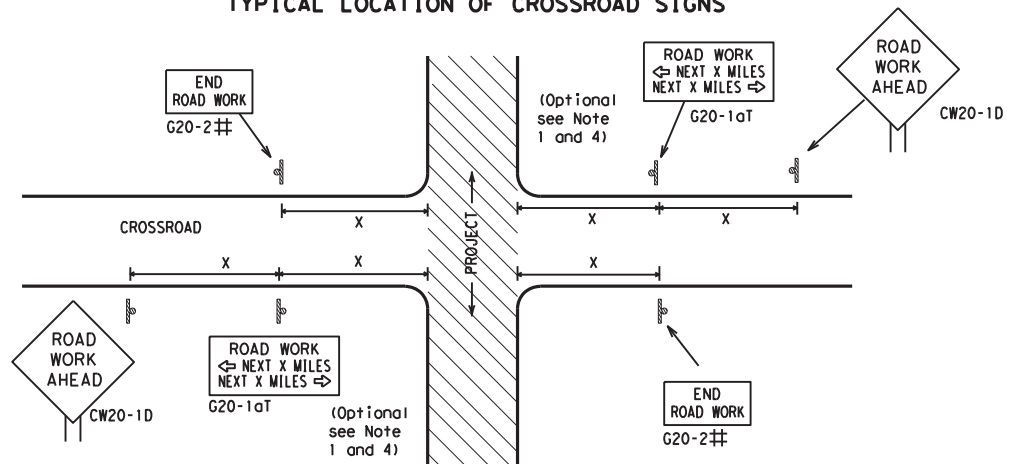 TYPICAL LOCATION OF CROSSROAD SIGNS
END
ROAD WORK
G20-2#
(Optional
see Note
1 and 4)
ROAD WORK
⇦ NEXT X MILES
NEXT X MILES ⇨
G20-1aT
ROAD
WORK
AHEAD
CW20-1D
X
X
X
CROSSROAD
PROJECT
X
X
X
ROAD
WORK
AHEAD
CW20-1D
ROAD WORK
⇦ NEXT X MILES
NEXT X MILES ⇨
G20-1aT
(Optional
see Note
1 and 4)
END
ROAD WORK
G20-2#